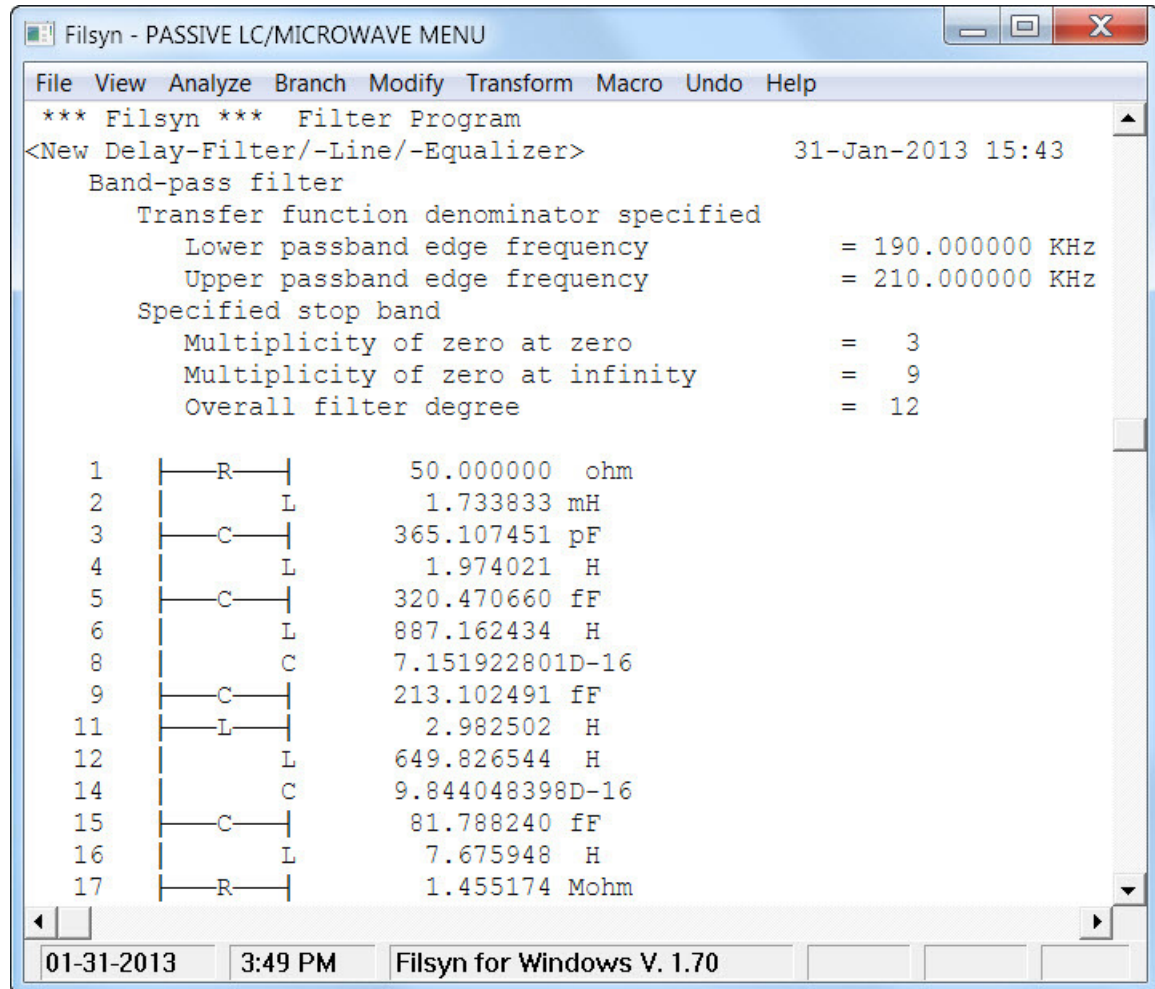 Filsyn - PASSIVE LC/MICROWAVE MENU
File View Analyze Branch Modify Transform Macro Undo Help
*** Filsyn *** Filter Program
<New Delay-Filter/-Line/-Equalizer> 31-Jan-2013 15:43
Band-pass filter
Transfer function denominator specified
Lower passband edge frequency = 190.000000 KHz
Upper passband edge frequency = 210.000000 KHz
Specified stop band
Multiplicity of zero at zero = 3
Multiplicity of zero at infinity = 9
Overall filter degree = 12
1 ├──R──┤ 50.000000 ohm
2 │ L 1.733833 mH
3 ├──C──┤ 365.107451 pF
4 │ L 1.974021 H
5 ├──C──┤ 320.470660 fF
6 │ L 887.162434 H
8 │ C 7.151922801D-16
9 ├──C──┤ 213.102491 fF
11 ├──L──┤ 2.982502 H
12 │ L 649.826544 H
14 │ C 9.844048398D-16
15 ├──C──┤ 81.788240 fF
16 │ L 7.675948 H
17 ├──R──┤ 1.455174 Mohm
01-31-2013 3:49 PM Filsyn for Windows V. 1.70